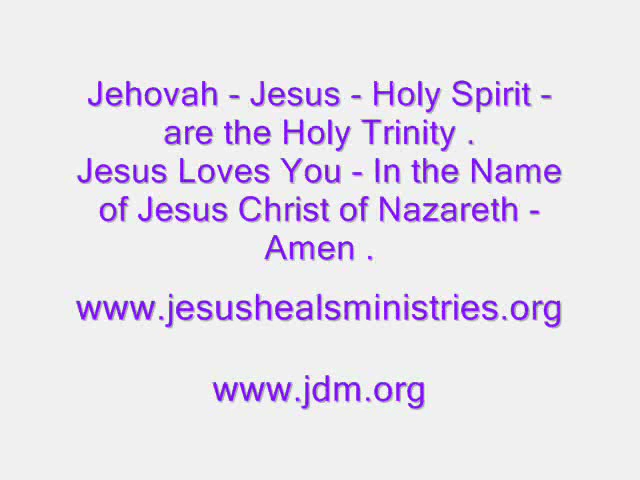 Jehovah - Jesus - Holy Spirit -
are the Holy Trinity .
Jesus Loves You - In the Name
of Jesus Christ of Nazareth -
Amen .
www.jesushealsministries.org
www.jdm.org